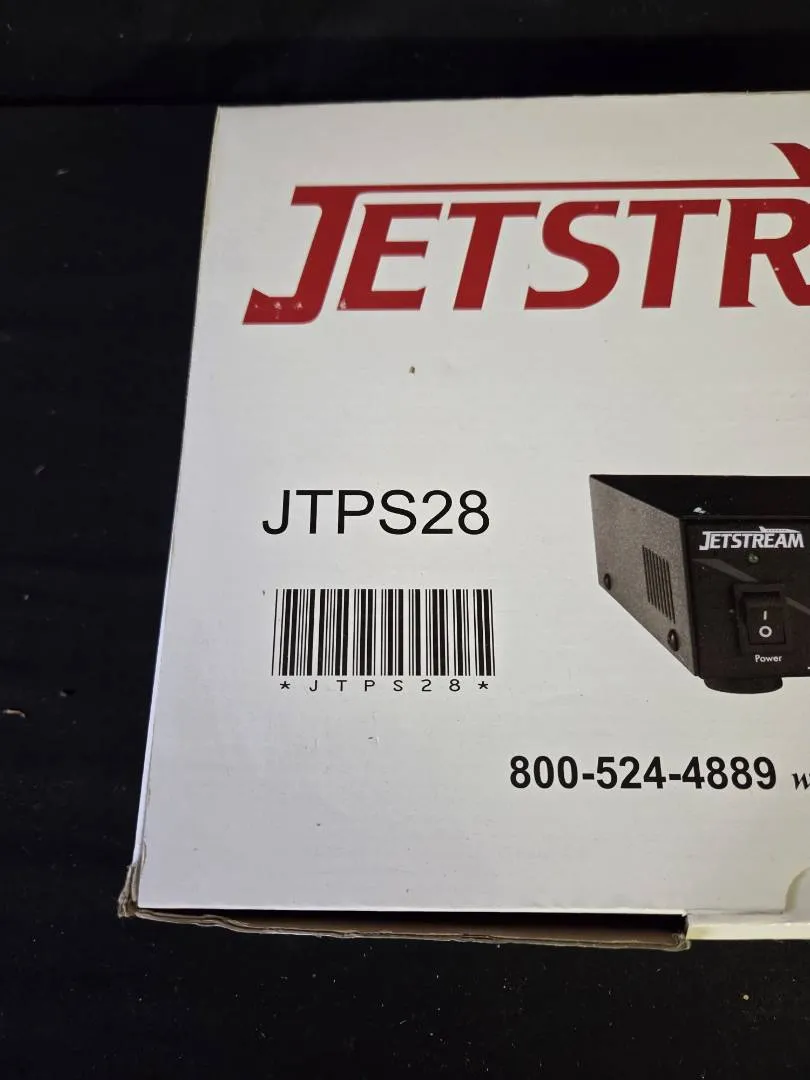 JETSTR
JTPS28
JETSTREAM
I
O
Power
*JTPS28*
800-524-4889 w